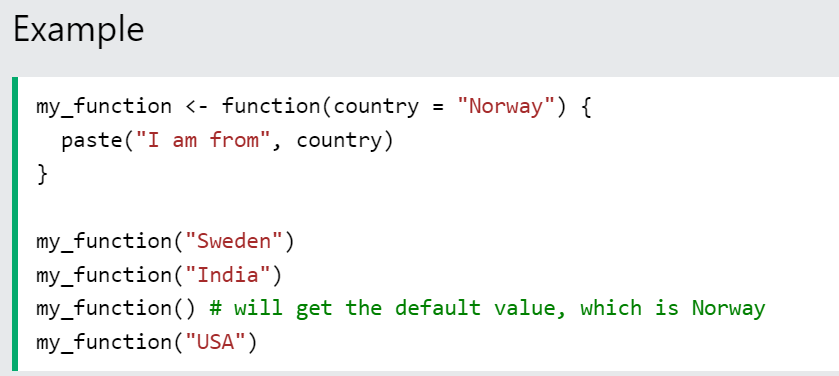 Example
my_function <- function(country = "Norway") {
  paste("I am from", country)
}
my_function("Sweden")
my_function("India")
my_function() # will get the default value, which is Norway
my_function("USA")